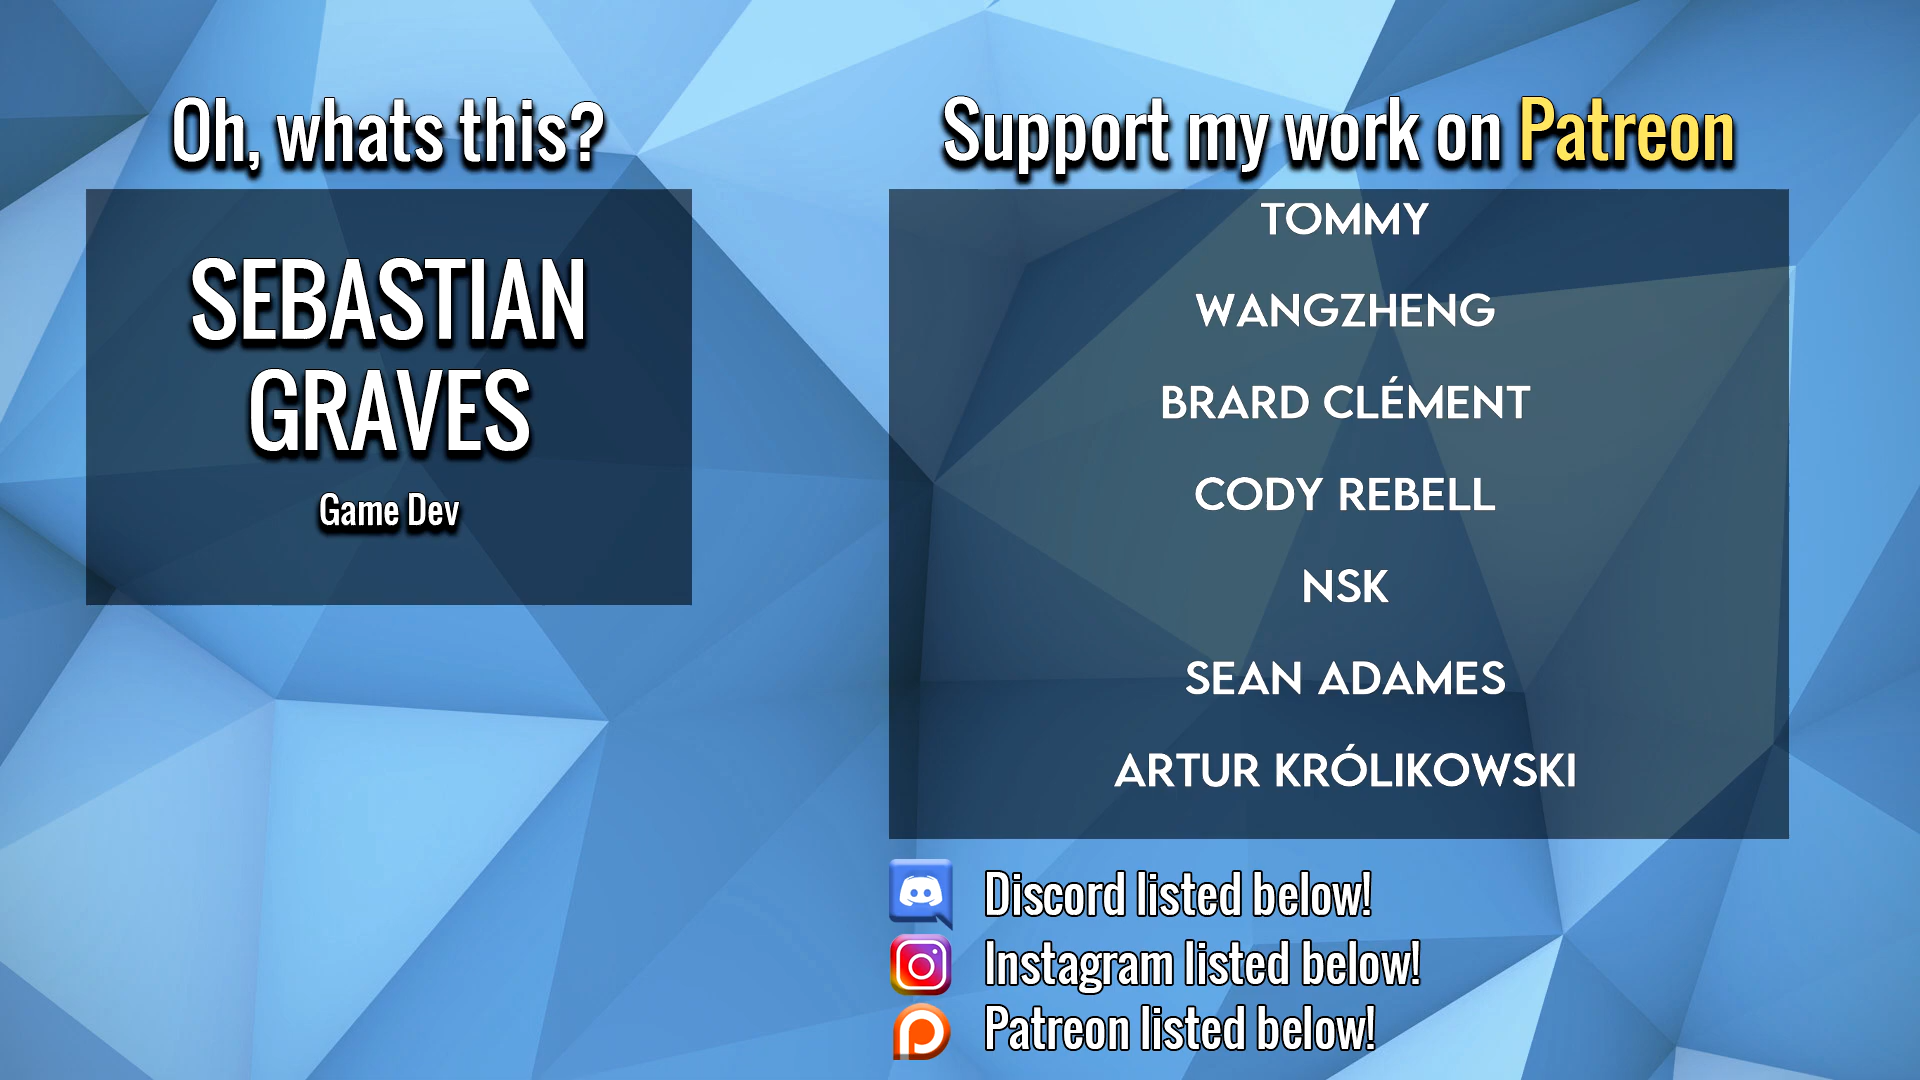 Oh, whats this?
SEBASTIAN
GRAVES
Game Dev
Support my work on Patreon
TOMMY
WANGZHENG
BRARD CLÉMENT
CODY REBELL
NSK
SEAN ADAMES
ARTUR KRÓLIKOWSKI
Discord listed below!
Instagram listed below!
Patreon listed below!